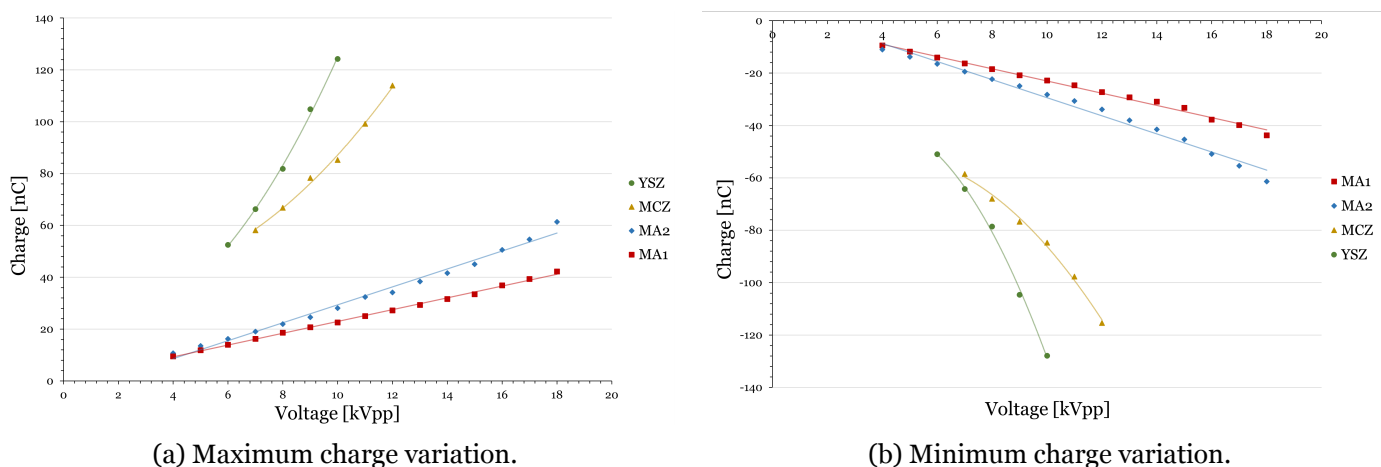 140
120
100
80
60
40
20
0
Charge [nC]
0 2 4 6 8 10 12 14 16 18 20
Voltage [kVpp]
YSZ
MCZ
MA2
MA1
(a) Maximum charge variation.
0 2 4 6 8 10 12 14 16 18 20
0
-20
-40
-60
-80
-100
-120
-140
Charge [nC]
Voltage [kVpp]
MA1
MA2
MCZ
YSZ
(b) Minimum charge variation.